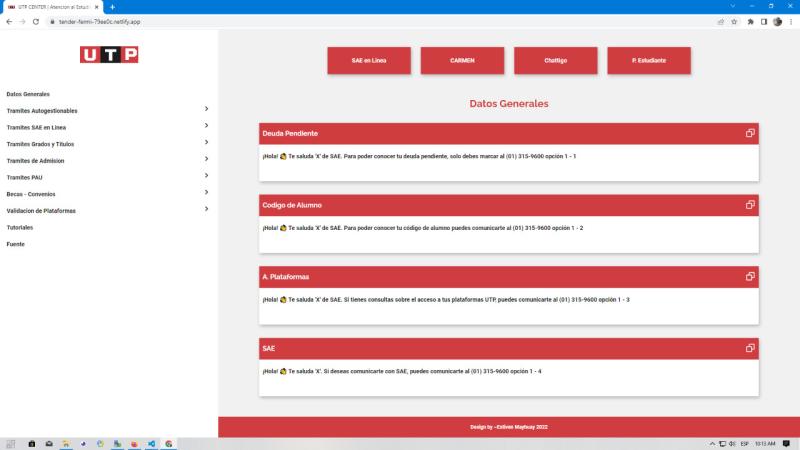 UTP CENTER | Atencion al Estud
tender-fermi-79ee0c.netlify.app
UTP
Datos Generales
Tramites Autogestionables
Tramites SAE en Linea
Tramites Grados y Titulos
Tramites de Admision
Tramites PAU
Becas - Convenios
Validacion de Plataformas
Tutoriales
Fuente
SAE en Linea
CARMEN
Chattigo
P. Estudiante
Datos Generales
Deuda Pendiente
¡Hola! Te saluda 'X' de SAE. Para poder conocer tu deuda pendiente, solo debes marcar al (01) 315-9600 opción 1 - 1
Codigo de Alumno
¡Hola! Te saluda 'X' de SAE. Para poder conocer tu código de alumno puedes comunicarte al (01) 315-9600 opción 1 - 2
A. Plataformas
¡Hola! Te saluda 'X' de SAE. Si tienes consultas sobre el acceso a tus plataformas UTP, puedes comunicarte al (01) 315-9600 opción 1 - 3
SAE
¡Hola! Te saluda 'X'. Si deseas comunicarte con SAE, puedes comunicarte al (01) 315-9600 opción 1 - 4
Design by ~Estives Mayhuay 2022
ESP
10:13 AM